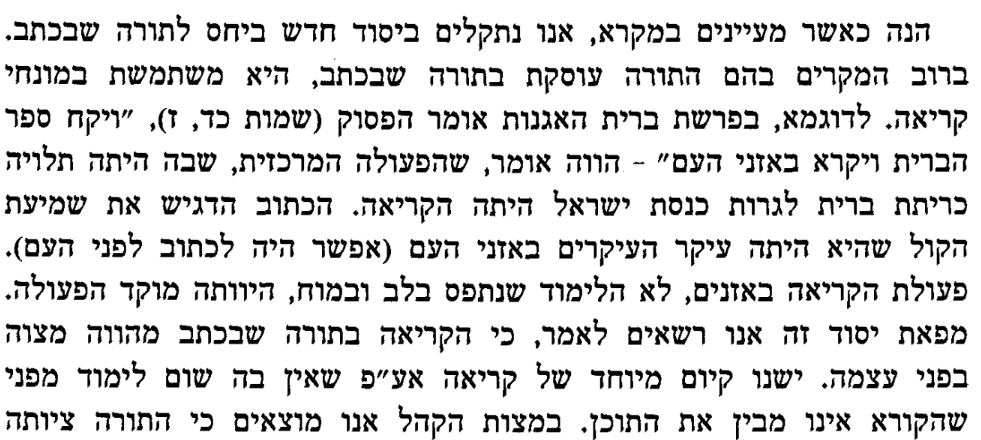 הנה כאשר מעיינים במקרא, אנו נתקלים ביסוד חדש ביחס לתורה שבכתב.
ברוב המקרים בהם התורה עוסקת בתורה שבכתב, היא משתמשת במונחי
קריאה. לדוגמא, בפרשת ברית האגנות אומר הפסוק (שמות כד, ז), ״ויקח ספר
הברית ויקרא באזני העם״ – הווה אומר, שהפעולה המרכזית, שבה היתה תלויה
כריתת ברית לגרות כנסת ישראל היתה הקריאה. הכתוב הדגיש את שמיעת
הקול שהיא היתה עיקר העיקרים באזני העם (אפשר היה לכתוב לפני העם).
פעולת הקריאה באזנים, לא הלימוד שנתפס בלב ובמוח, היוותה מוקד הפעולה.
מפאת יסוד זה אנו רשאים לאמר, כי הקריאה בתורה שבכתב מהווה מצוה
בפני עצמה. ישנו קיום מיוחד של קריאה אע״פ שאין בה שום לימוד מפני
שהקורא אינו מבין את התוכן. במצות הקהל אנו מוצאים כי התורה ציותה